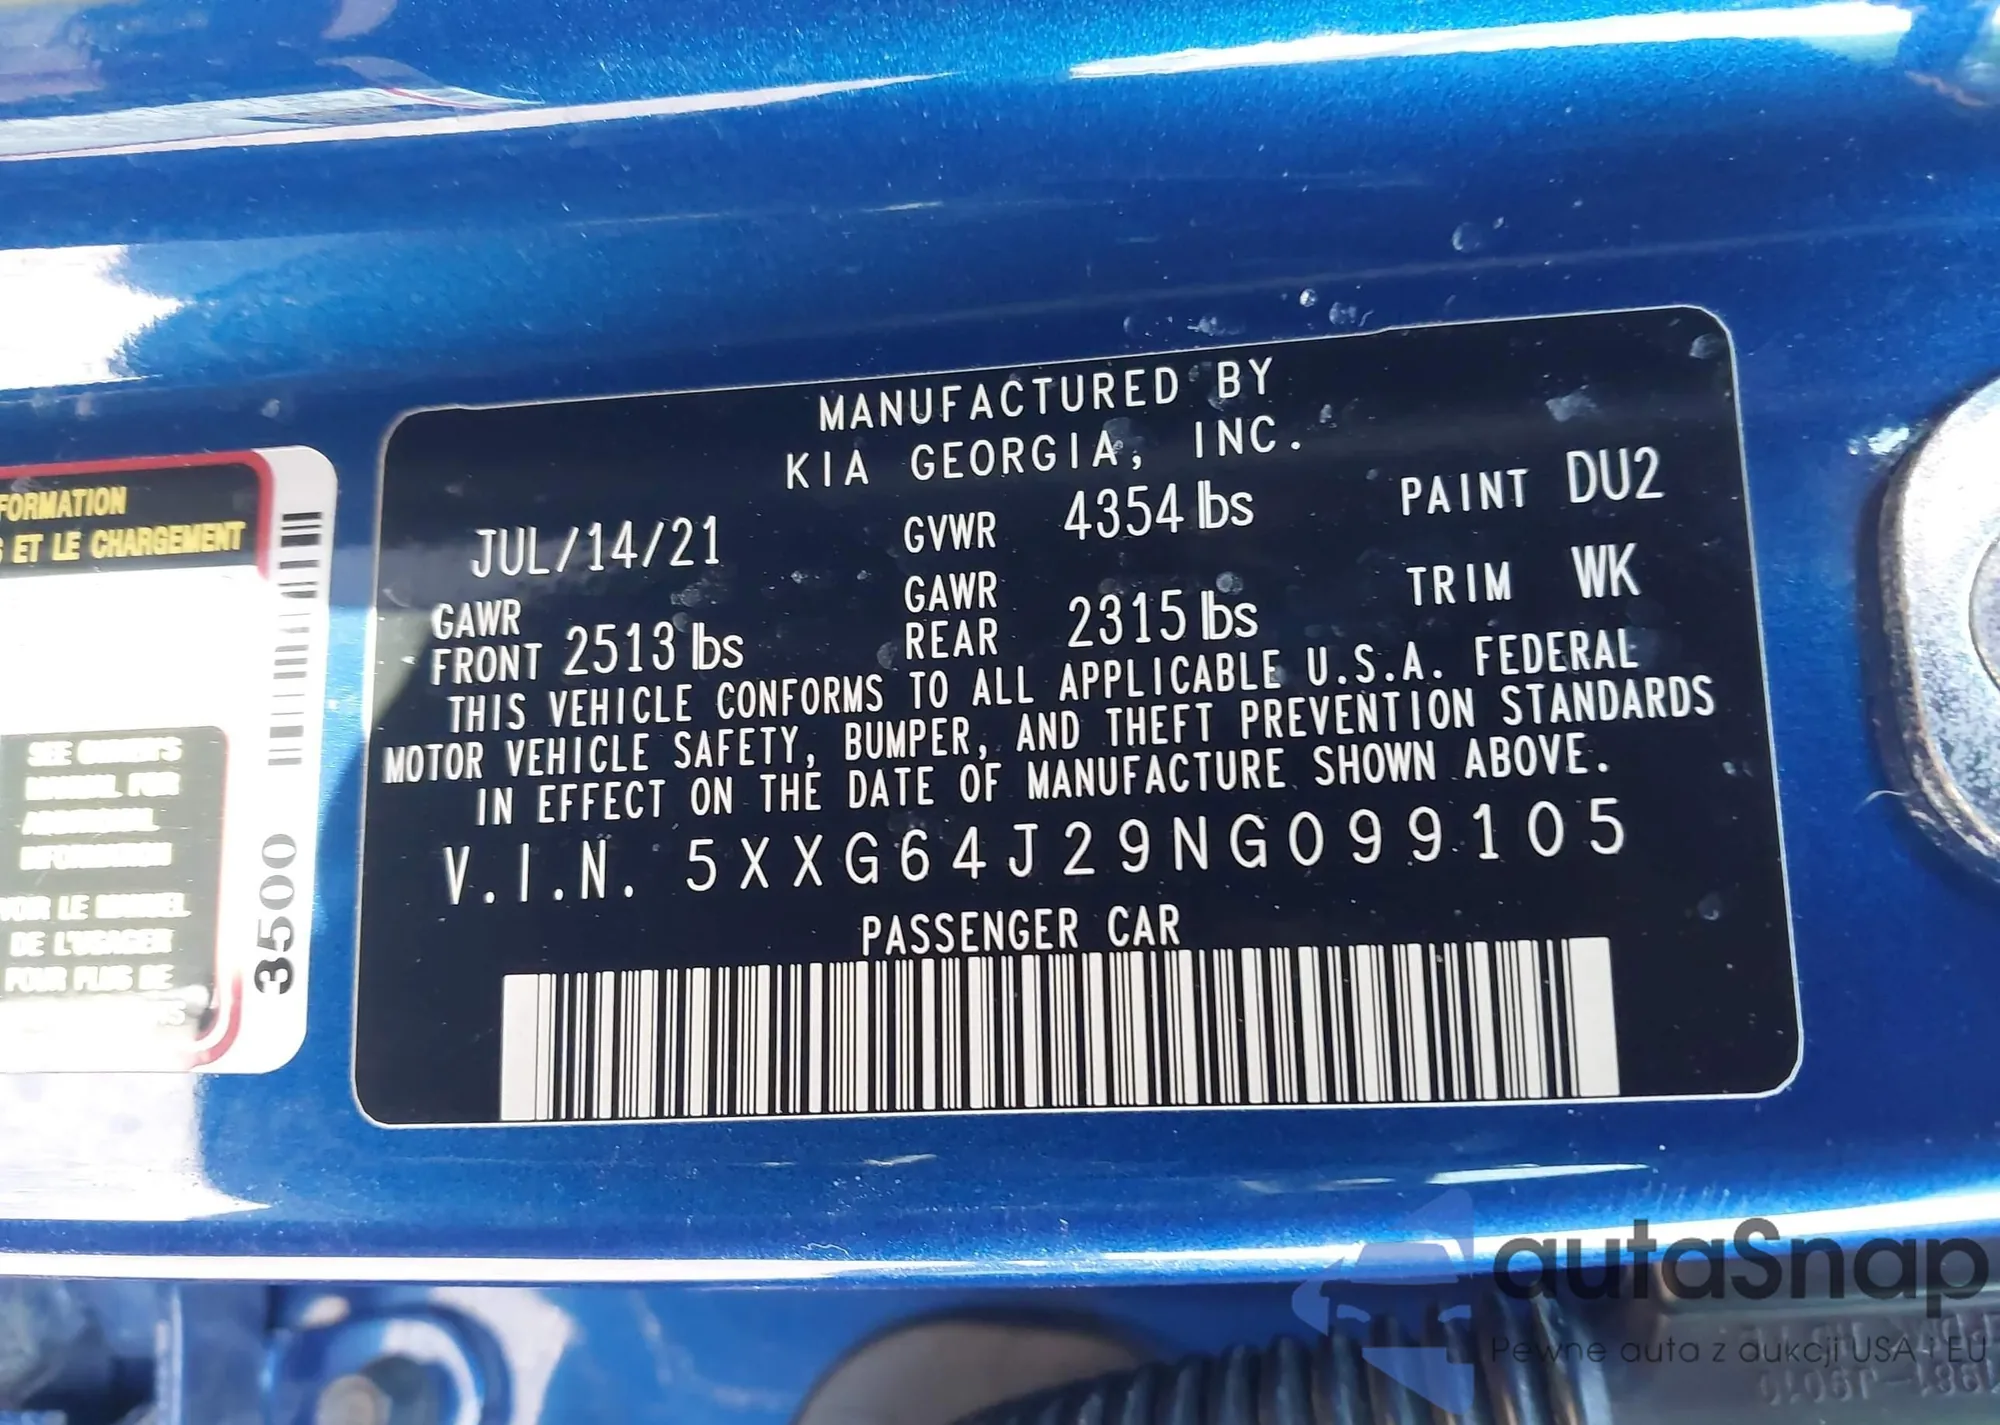 MANUFACTURED BY
KIA GEORGIA, INC.
JUL/14/21 GVWR 4354 lbs PAINT DU2
GAWR FRONT 2513 lbs GAWR REAR 2315 lbs TRIM WK
THIS VEHICLE CONFORMS TO ALL APPLICABLE U.S.A. FEDERAL
MOTOR VEHICLE SAFETY, BUMPER, AND THEFT PREVENTION STANDARDS
IN EFFECT ON THE DATE OF MANUFACTURE SHOWN ABOVE.
V.I.N. 5XXG64J29NG099105
PASSENGER CAR
FORMATION
ET LE CHARGEMENT
SEE OWNER'S
MANUAL FOR
ADDITIONAL
INFORMATION
VOIR LE MANUEL
DE L'USAGER
POUR PLUS DE
3500
autaSnap
Pewne auta z aukcji USA i EU